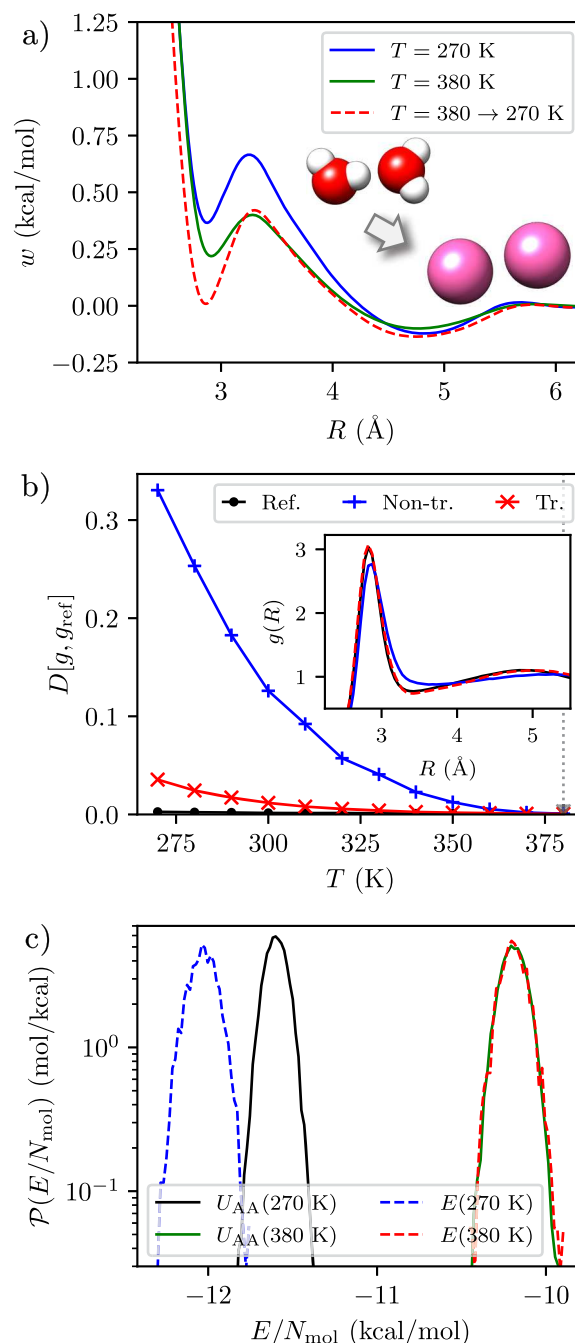 a)
1.25
1.00
0.75
0.50
0.25
0.00
−0.25
w (kcal/mol)
T = 270 K
T = 380 K
T = 380 → 270 K
3
4
5
6
R (Å)
b)
Ref.
Non-tr.
Tr.
0.3
0.2
0.1
0.0
D[g, g_ref]
3
2
1
g(R)
3
4
5
R (Å)
275
300
325
350
375
T (K)
c)
10⁰
10⁻¹
𝒫(E/N_mol) (mol/kcal)
U_AA(270 K)
E(270 K)
U_AA(380 K)
E(380 K)
−12
−11
−10
E/N_mol (kcal/mol)